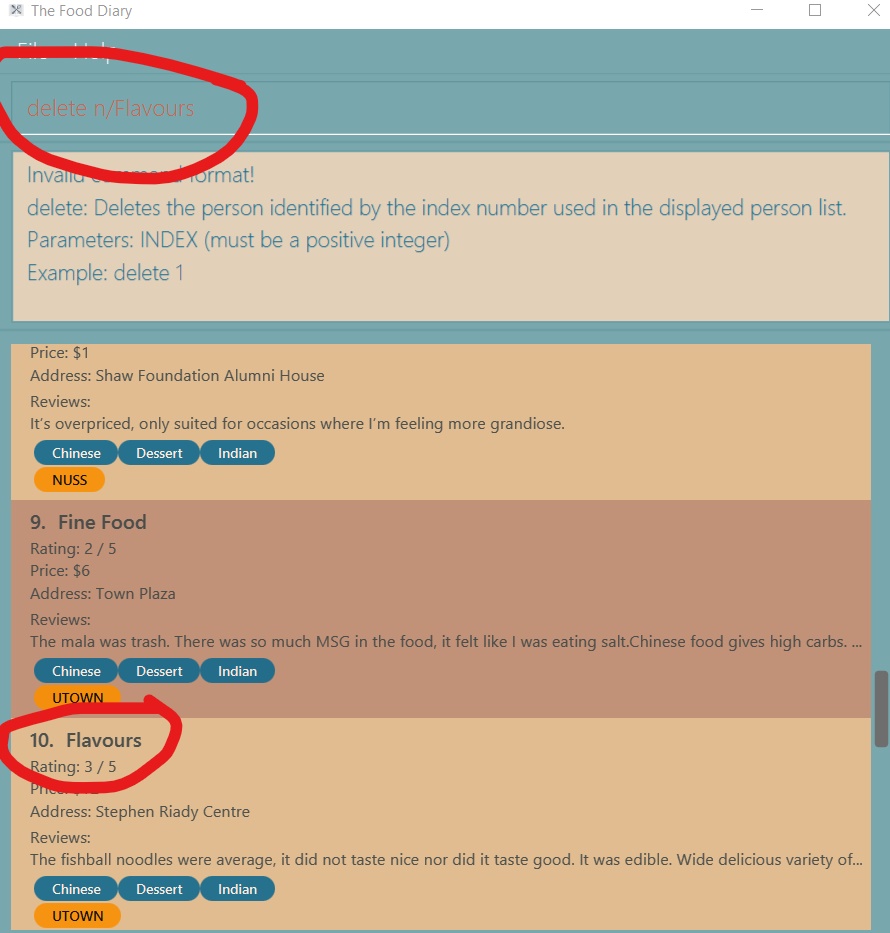 The Food Diary
File Help
delete n/Flavours
Invalid command format!
delete: Deletes the person identified by the index number used in the displayed person list.
Parameters: INDEX (must be a positive integer)
Example: delete 1
Price: $1
Address: Shaw Foundation Alumni House
Reviews:
It's overpriced, only suited for occasions where I'm feeling more grandiose.
Chinese Dessert Indian
NUSS
9. Fine Food
Rating: 2 / 5
Price: $6
Address: Town Plaza
Reviews:
The mala was trash. There was so much MSG in the food, it felt like I was eating salt.Chinese food gives high carbs. ...
Chinese Dessert Indian
UTOWN
10. Flavours
Rating: 3 / 5
Price:
Address: Stephen Riady Centre
Reviews:
The fishball noodles were average, it did not taste nice nor did it taste good. It was edible. Wide delicious variety of...
Chinese Dessert Indian
UTOWN